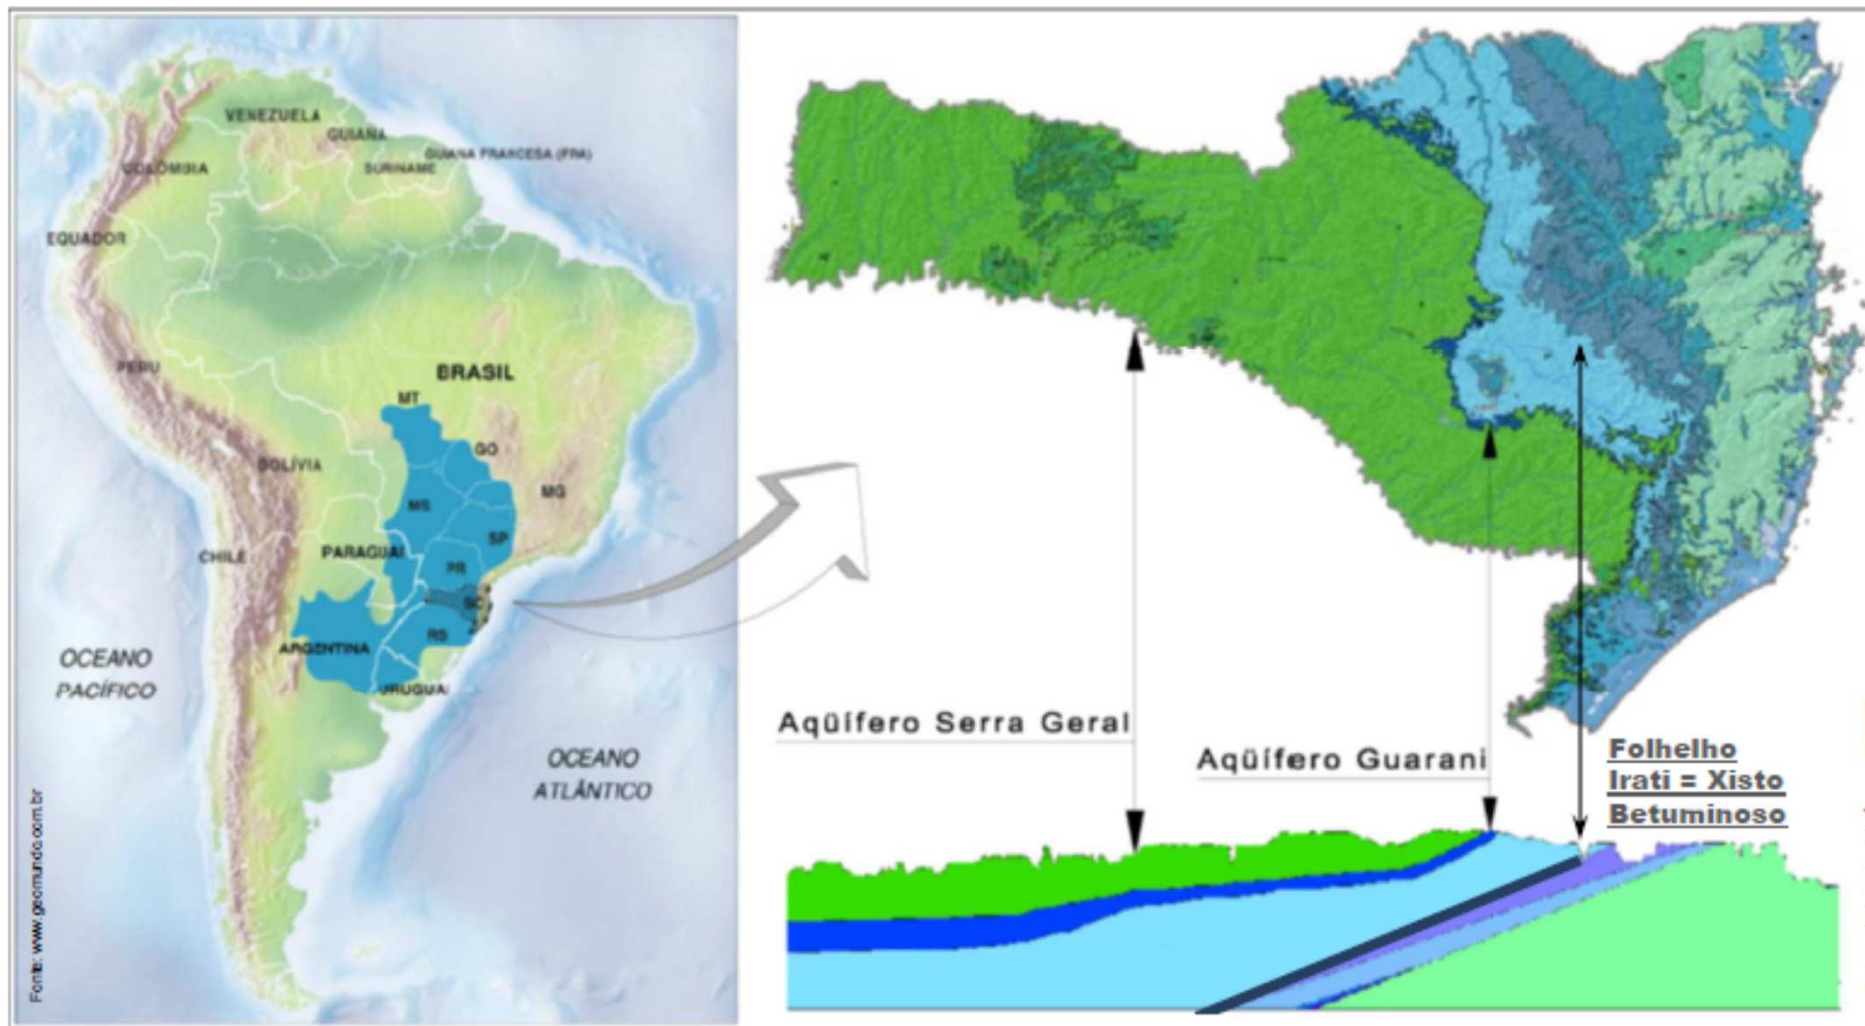 VENEZUELA
GUIANA
GUIANA FRANCESA (FRA)
SURINAME
COLÔMBIA
EQUADOR
PERU
BRASIL
MT
GO
BOLÍVIA
MG
MS
SP
CHILE
PARAGUAI
PR
SC
RS
ARGENTINA
URUGUAI
OCEANO
PACÍFICO
OCEANO
ATLÂNTICO
Fonte: www.geomundo.com.br
Aqüífero Serra Geral
Aqüífero Guarani
Folhelho
Irati = Xisto
Betuminoso